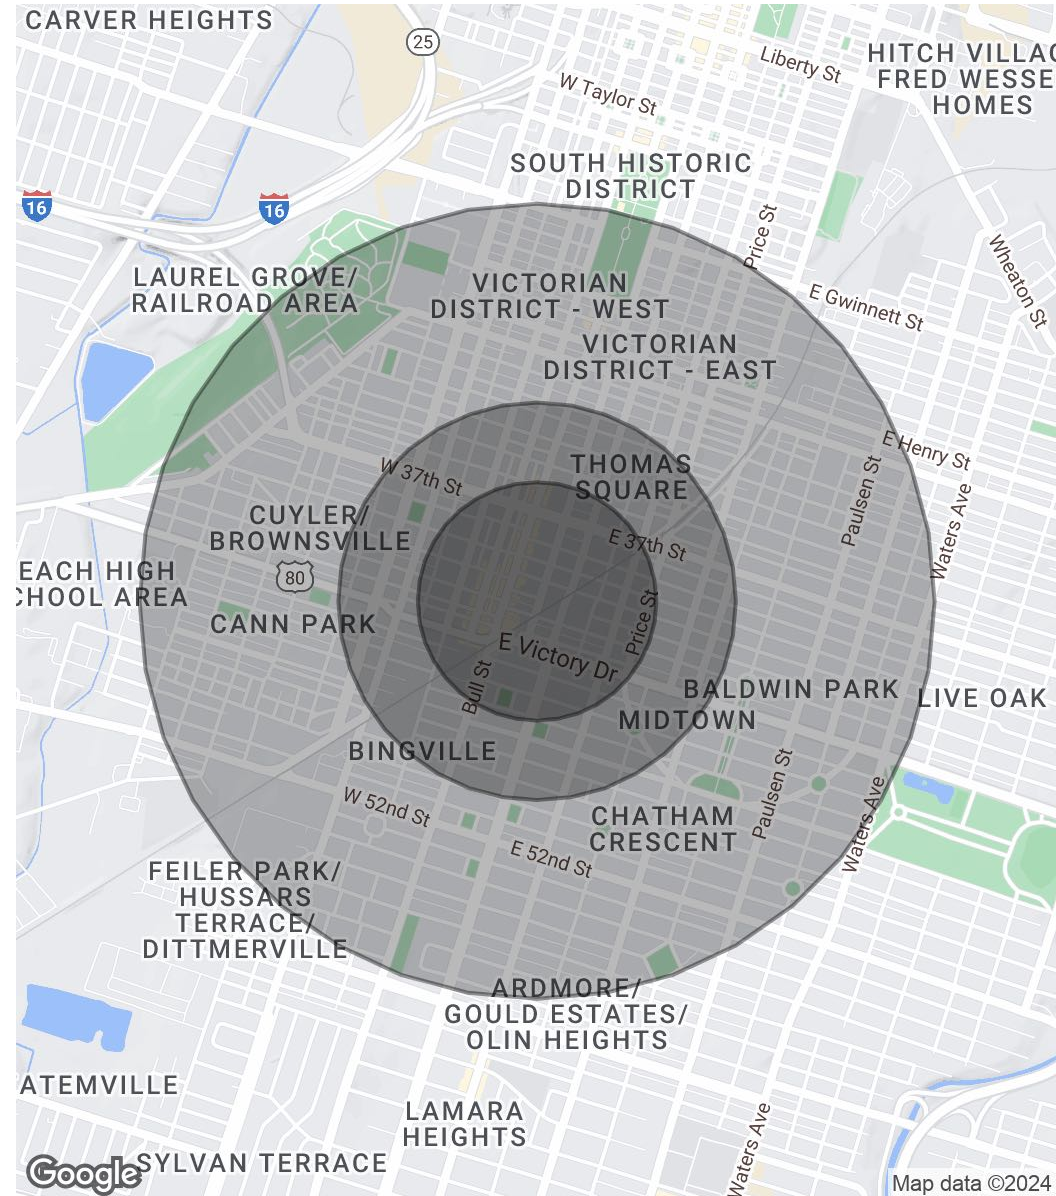 CARVER HEIGHTS
25
Liberty St
HITCH VILLAG
FRED WESSE
HOMES
W Taylor St
SOUTH HISTORIC
DISTRICT
16
16
Price St
Wheaton St
LAUREL GROVE/
RAILROAD AREA
VICTORIAN
DISTRICT - WEST
E Gwinnett St
VICTORIAN
DISTRICT - EAST
E Henry St
W 37th St
THOMAS
SQUARE
Paulsen St
Waters Ave
CUYLER/
BROWNSVILLE
E 37th St
EACH HIGH
CHOOL AREA
80
CANN PARK
Price St
E Victory Dr
Bull St
BALDWIN PARK
LIVE OAK
MIDTOWN
BINGVILLE
Paulsen St
W 52nd St
CHATHAM
CRESCENT
Waters Ave
E 52nd St
FEILER PARK/
HUSSARS
TERRACE/
DITTMERVILLE
ARDMORE/
GOULD ESTATES/
OLIN HEIGHTS
ATEMVILLE
LAMARA
HEIGHTS
Waters Ave
Google
SYLVAN TERRACE
Map data ©2024